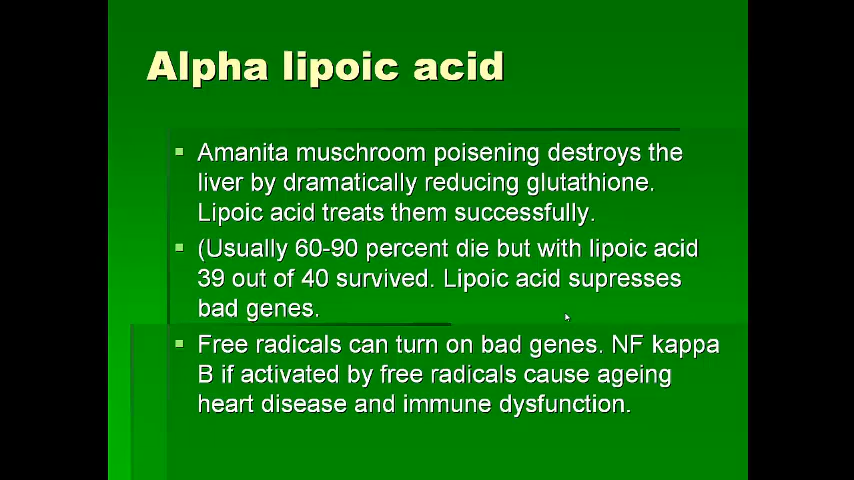 Alpha lipoic acid
Amanita muschroom poisening destroys the
liver by dramatically reducing glutathione.
Lipoic acid treats them successfully.
(Usually 60-90 percent die but with lipoic acid
39 out of 40 survived. Lipoic acid supresses
bad genes.
Free radicals can turn on bad genes. NF kappa
B if activated by free radicals cause ageing
heart disease and immune dysfunction.